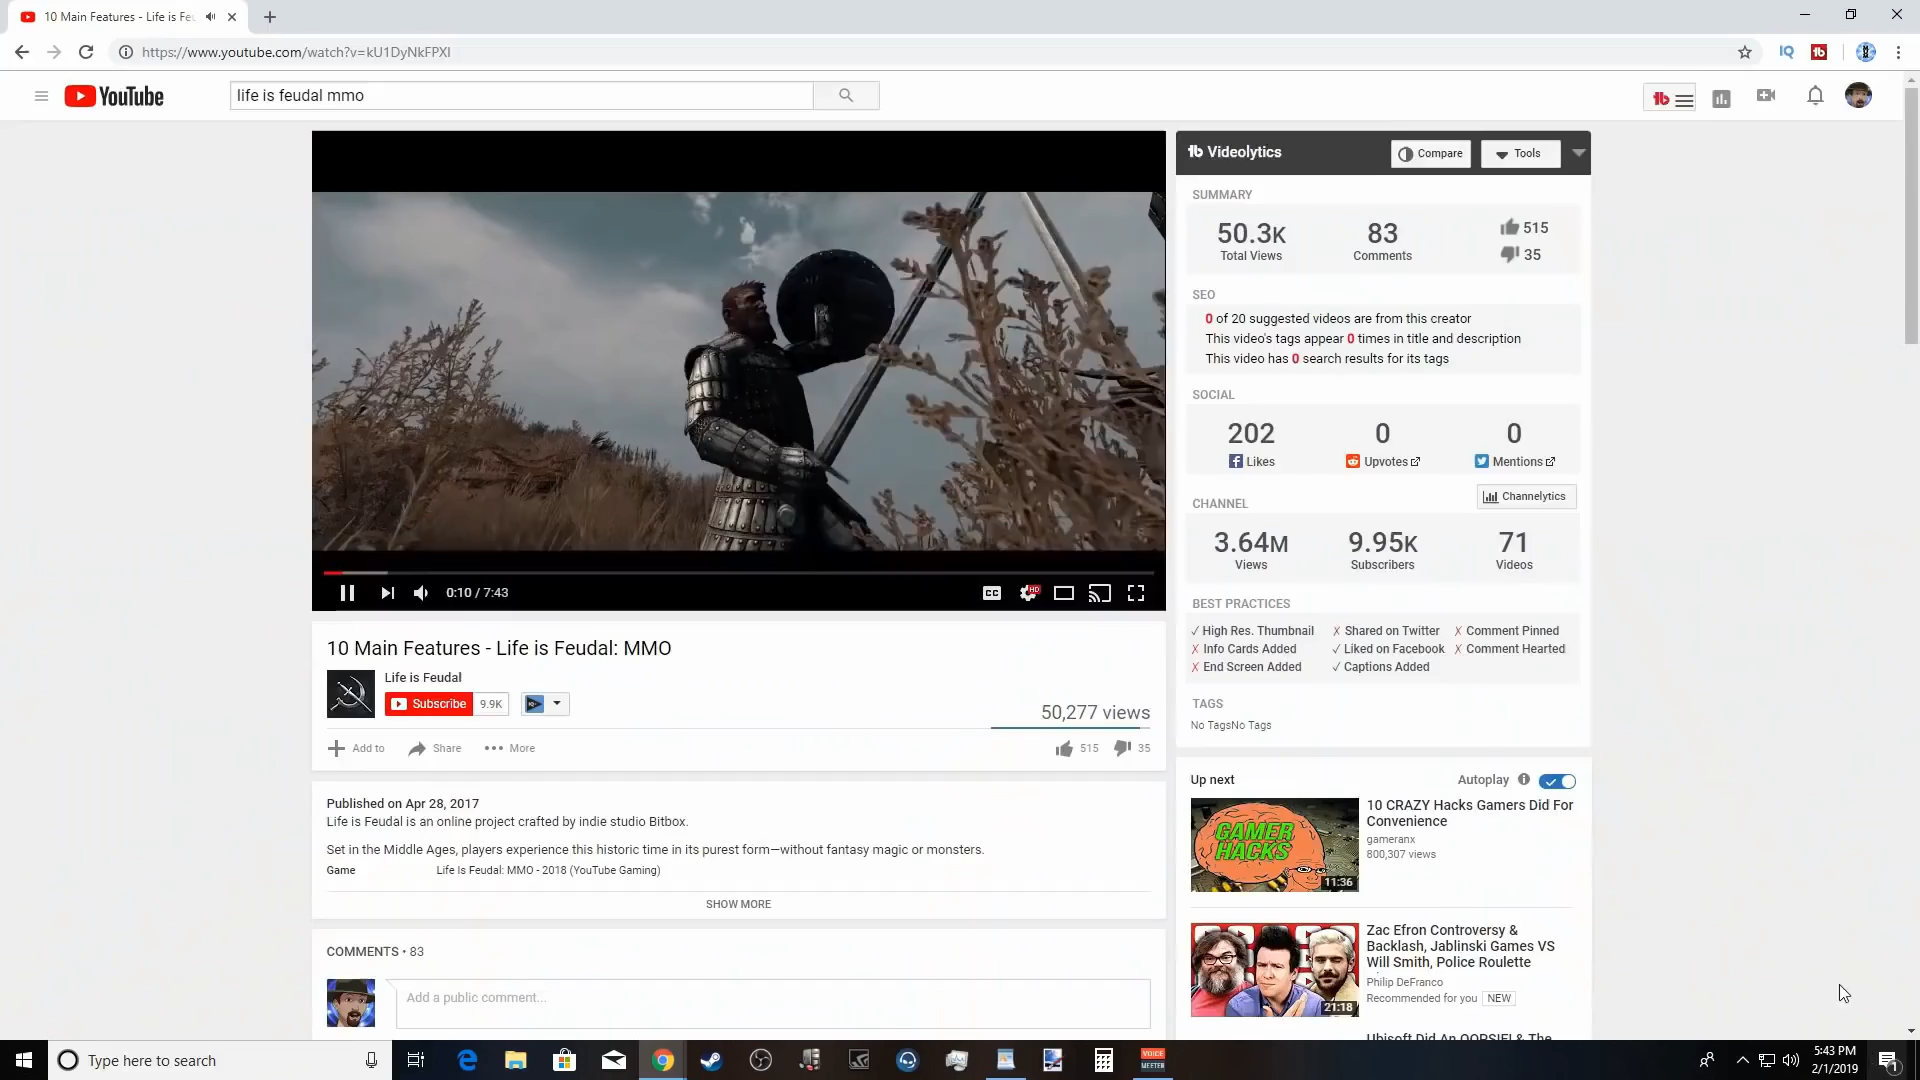 10 Main Features - Life is Feu
https://www.youtube.com/watch?v=kU1DyNkFPXI
IQ
YouTube
life is feudal mmo
Videolytics
Compare
Tools
SUMMARY
50.3K
Total Views
83
Comments
515
35
SEO
0 of 20 suggested videos are from this creator
This video's tags appear 0 times in title and description
This video has 0 search results for its tags
SOCIAL
202
Likes
0
Upvotes
0
Mentions
CHANNEL
Channelytics
3.64M
Views
9.95K
Subscribers
71
Videos
BEST PRACTICES
✓ High Res. Thumbnail
✗ Shared on Twitter
✗ Comment Pinned
✗ Info Cards Added
✓ Liked on Facebook
✗ Comment Hearted
✗ End Screen Added
✓ Captions Added
TAGS
No TagsNo Tags
0:10 / 7:43
CC
HD
10 Main Features - Life is Feudal: MMO
Life is Feudal
Subscribe 9.9K
50,277 views
Add to
Share
More
515
35
Published on Apr 28, 2017
Life is Feudal is an online project crafted by indie studio Bitbox.
Set in the Middle Ages, players experience this historic time in its purest form—without fantasy magic or monsters.
Game
Life Is Feudal: MMO - 2018 (YouTube Gaming)
SHOW MORE
COMMENTS • 83
Add a public comment...
Up next
Autoplay
GAMER
HACKS
11:36
10 CRAZY Hacks Gamers Did For
Convenience
gameranx
800,307 views
21:18
Zac Efron Controversy &
Backlash, Jablinski Games VS
Will Smith, Police Roulette
Philip DeFranco
Recommended for you NEW
Ubisoft Did An OOPSIE! & The
Type here to search
VOICE
MEETER
5:43 PM
2/1/2019
1